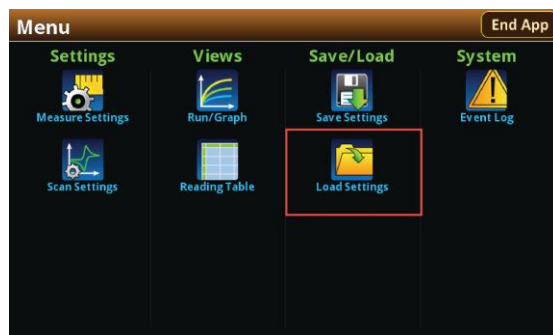 Menu
End App
Settings
Views
Save/Load
System
Measure Settings
Run/Graph
Save Settings
Event Log
Scan Settings
Reading Table
Load Settings